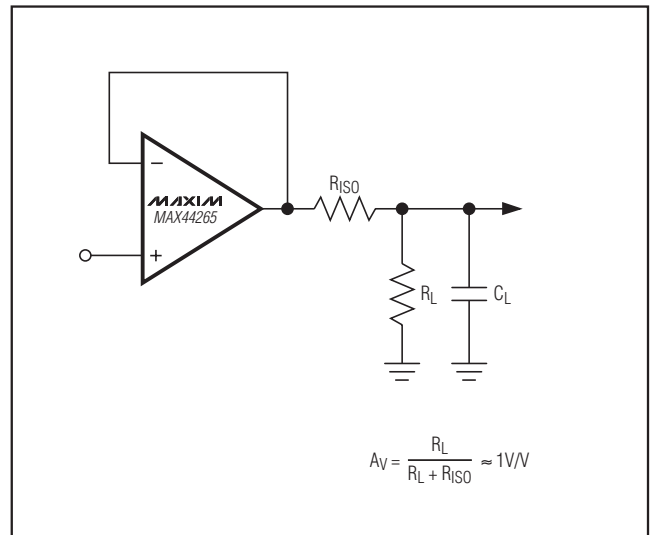 −
RISO
MAXIM
MAX44265
+
RL
CL
AV = RL / RL + RISO ≈ 1V/V